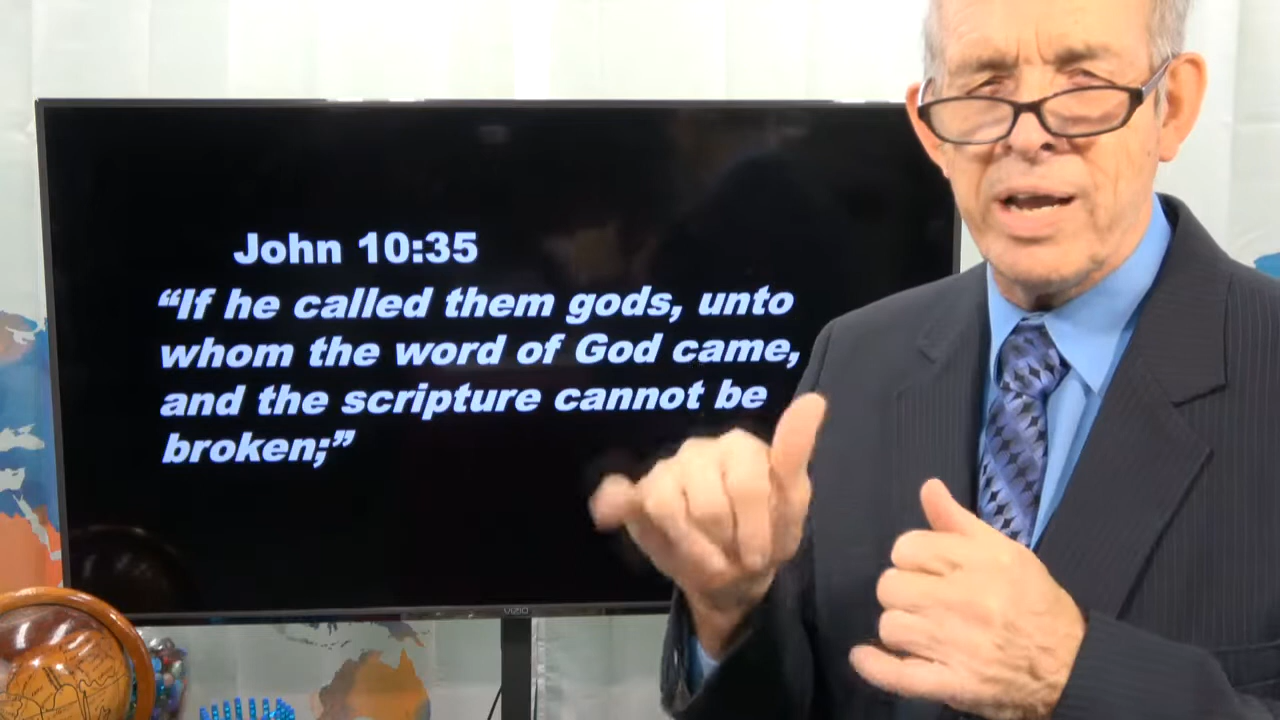 John 10:35
“If he called them gods, unto
whom the word of God came,
and the scripture cannot be
broken;”
VIZIO